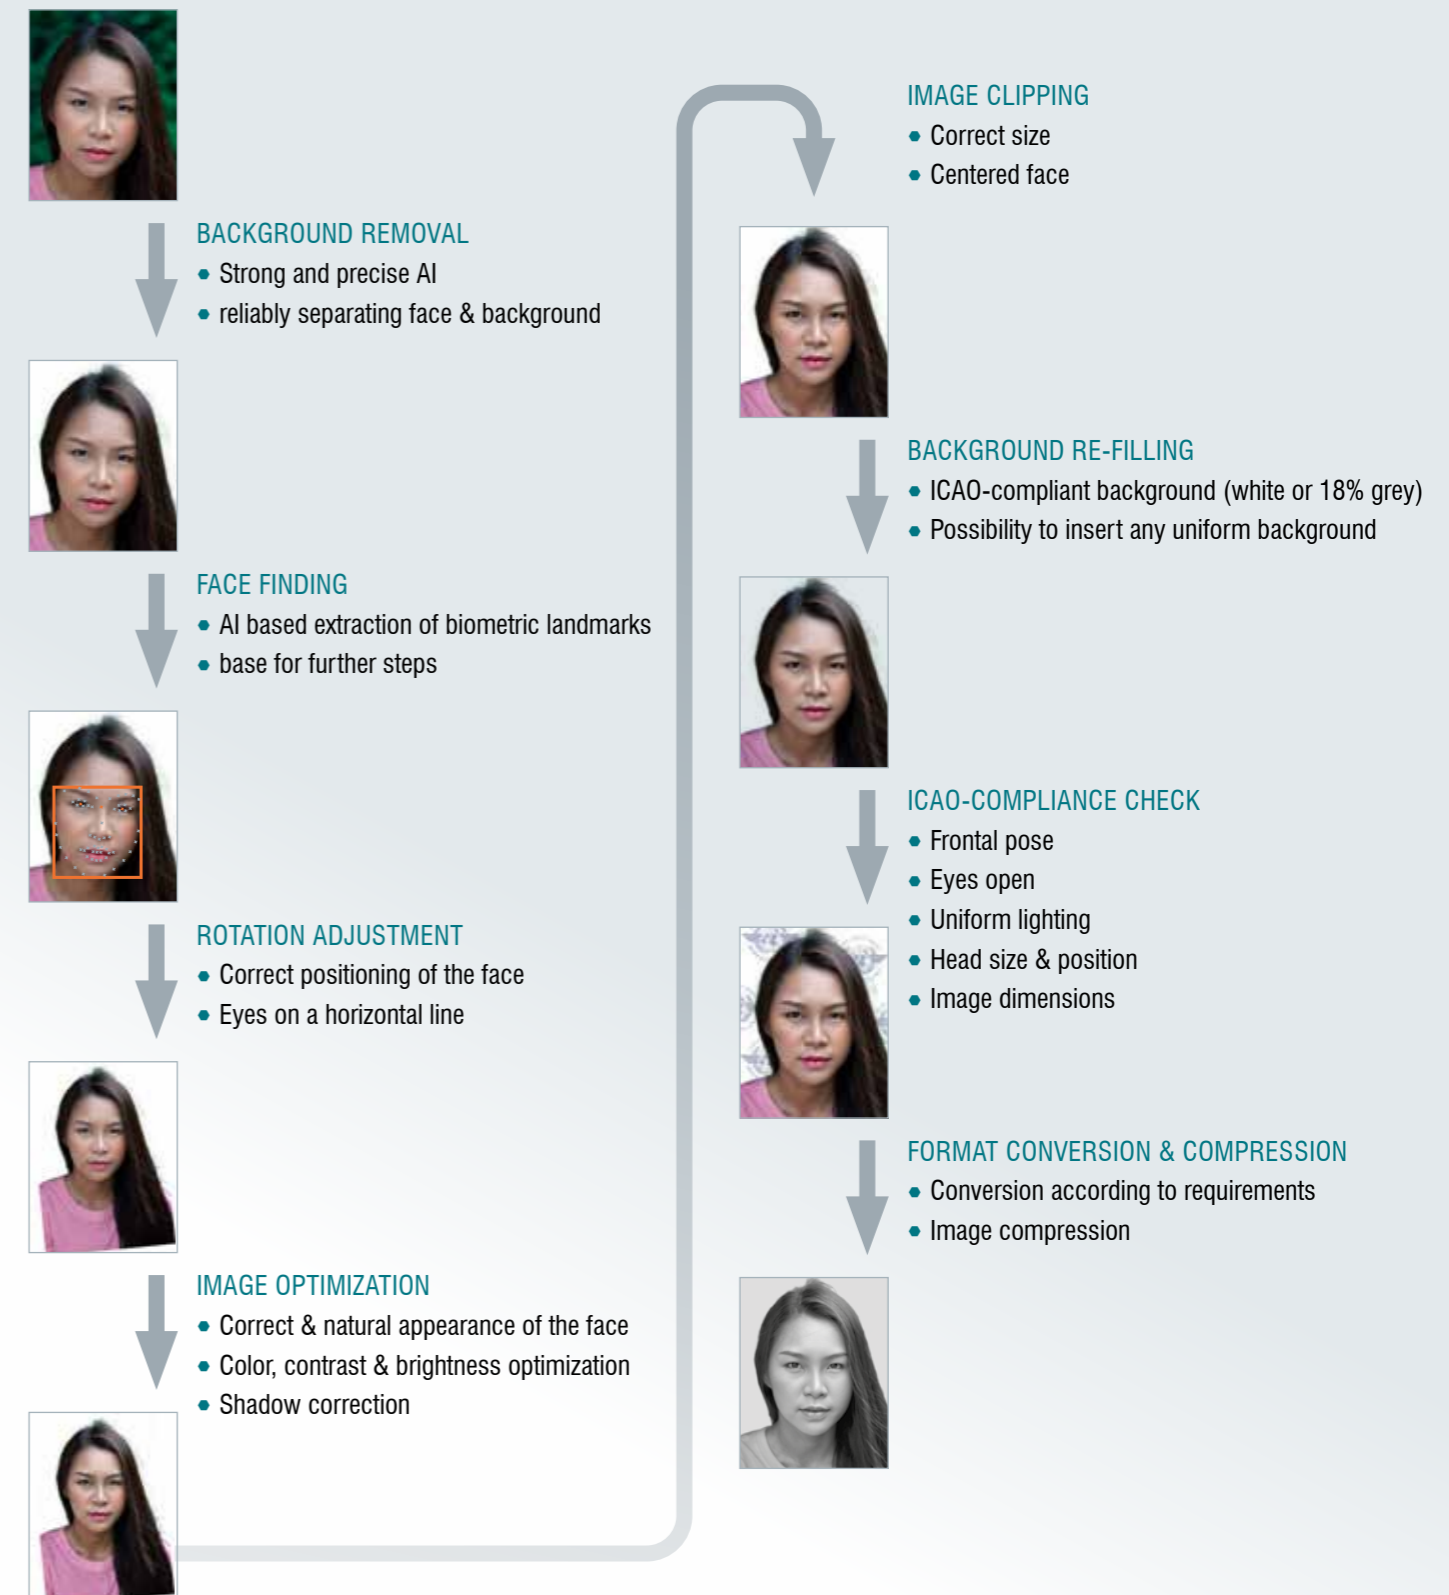 BACKGROUND REMOVAL
Strong and precise AI
reliably separating face & background
FACE FINDING
AI based extraction of biometric landmarks
base for further steps
ROTATION ADJUSTMENT
Correct positioning of the face
Eyes on a horizontal line
IMAGE OPTIMIZATION
Correct & natural appearance of the face
Color, contrast & brightness optimization
Shadow correction
IMAGE CLIPPING
Correct size
Centered face
BACKGROUND RE-FILLING
ICAO-compliant background (white or 18% grey)
Possibility to insert any uniform background
ICAO-COMPLIANCE CHECK
Frontal pose
Eyes open
Uniform lighting
Head size & position
Image dimensions
FORMAT CONVERSION & COMPRESSION
Conversion according to requirements
Image compression